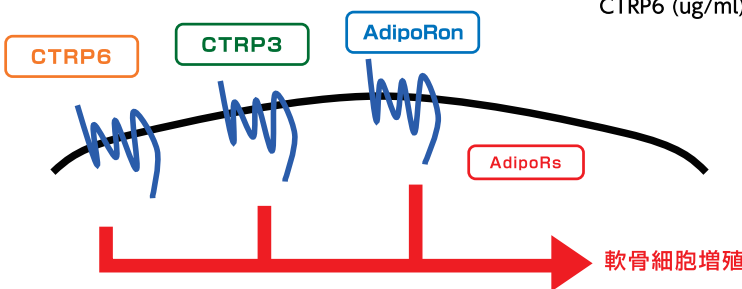 CTRP6 (ug/ml)
CTRP6
CTRP3
AdipoRon
AdipoRs
軟骨細胞増殖